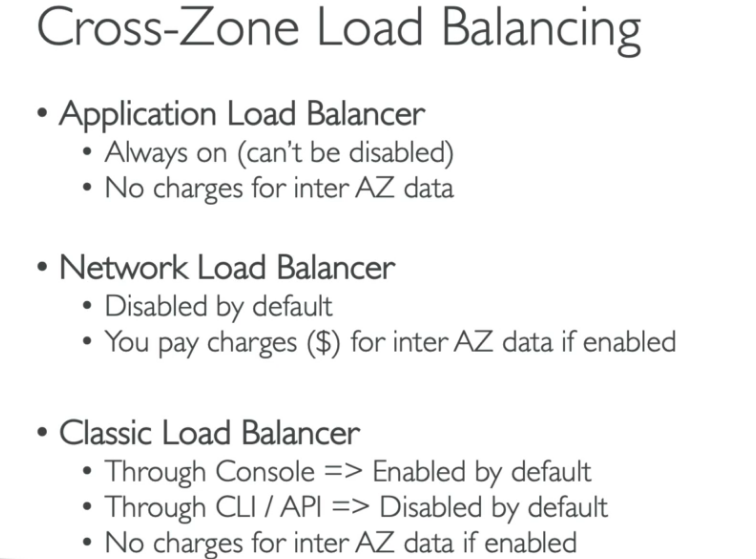 Cross-Zone Load Balancing
• Application Load Balancer
• Always on (can't be disabled)
• No charges for inter AZ data
• Network Load Balancer
• Disabled by default
• You pay charges ($) for inter AZ data if enabled
• Classic Load Balancer
• Through Console => Enabled by default
• Through CLI / API => Disabled by default
• No charges for inter AZ data if enabled